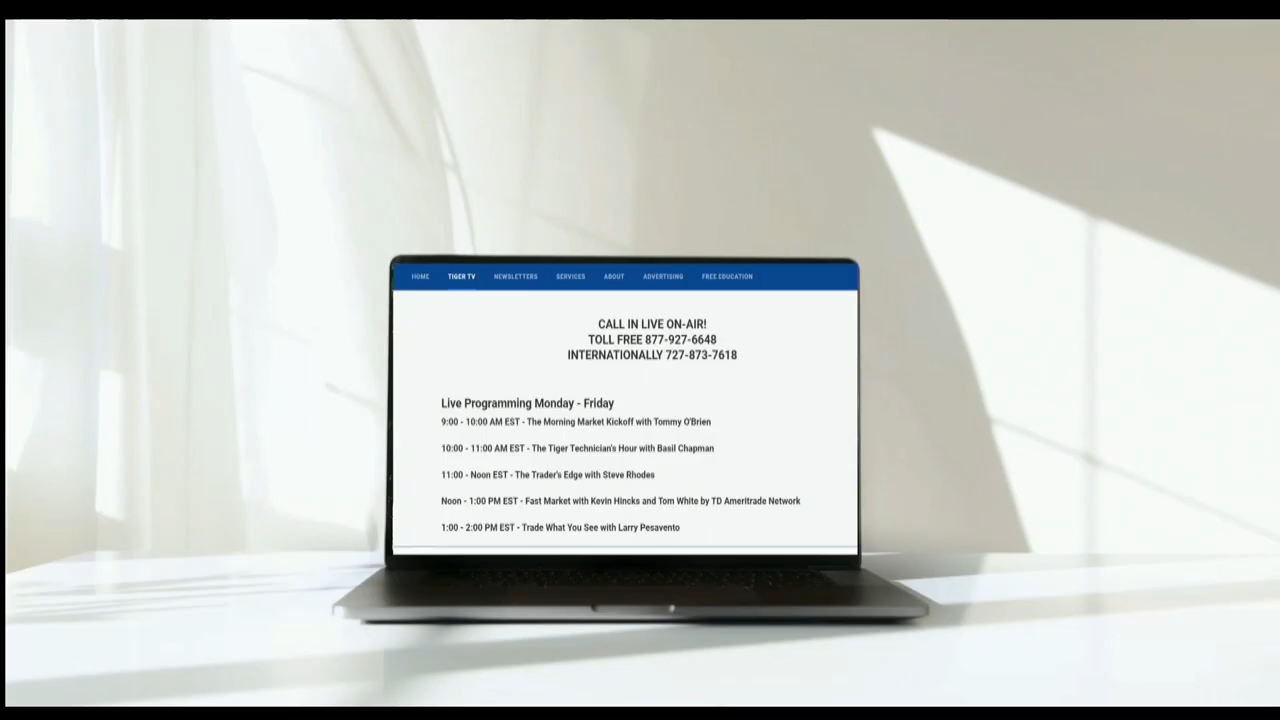 HOME TIGER TV NEWSLETTERS SERVICES ABOUT ADVERTISING FREE EDUCATION
CALL IN LIVE ON-AIR!
TOLL FREE 877-927-6648
INTERNATIONALLY 727-873-7618
Live Programming Monday - Friday
9:00 - 10:00 AM EST - The Morning Market Kickoff with Tommy O'Brien
10:00 - 11:00 AM EST - The Tiger Technician's Hour with Basil Chapman
11:00 - Noon EST - The Trader's Edge with Steve Rhodes
Noon - 1:00 PM EST - Fast Market with Kevin Hincks and Tom White by TD Ameritrade Network
1:00 - 2:00 PM EST - Trade What You See with Larry Pesavento